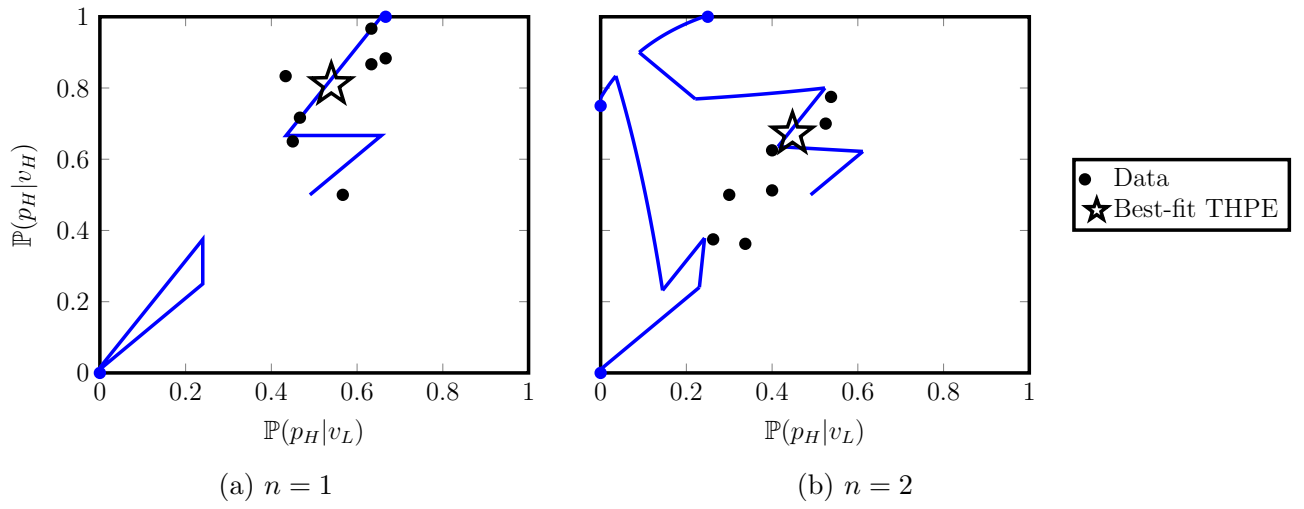 1
0.8
0.6
0.4
0.2
0
ℙ(p_H|v_H)
0 0.2 0.4 0.6 0.8 1
ℙ(p_H|v_L)
(a) n = 1
0 0.2 0.4 0.6 0.8 1
ℙ(p_H|v_L)
(b) n = 2
Data
Best-fit THPE